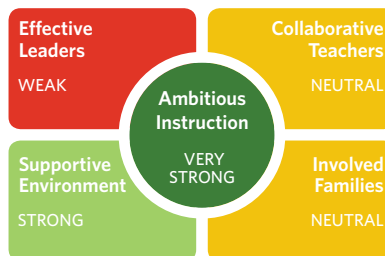 Effective
Leaders
WEAK
Collaborative
Teachers
NEUTRAL
Ambitious
Instruction
VERY
STRONG
Supportive
Environment
STRONG
Involved
Families
NEUTRAL